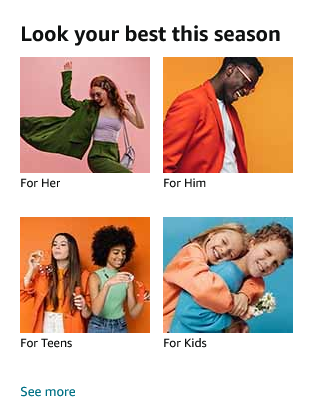 Look your best this season
For Her
For Him
For Teens
For Kids
See more